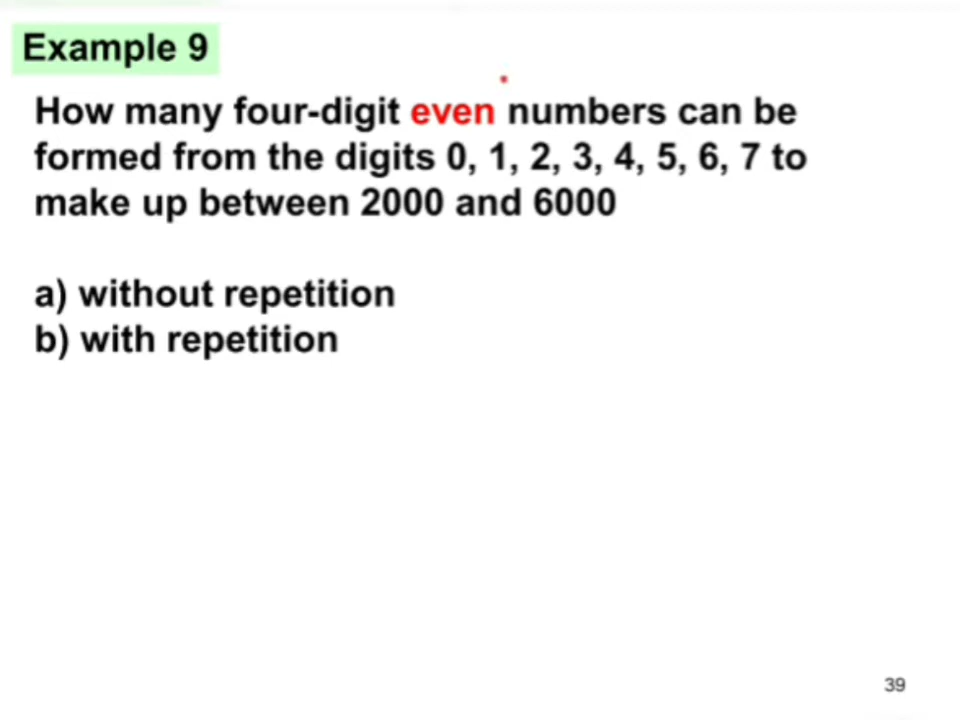 Example 9
How many four-digit even numbers can be
formed from the digits 0, 1, 2, 3, 4, 5, 6, 7 to
make up between 2000 and 6000
a) without repetition
b) with repetition
39